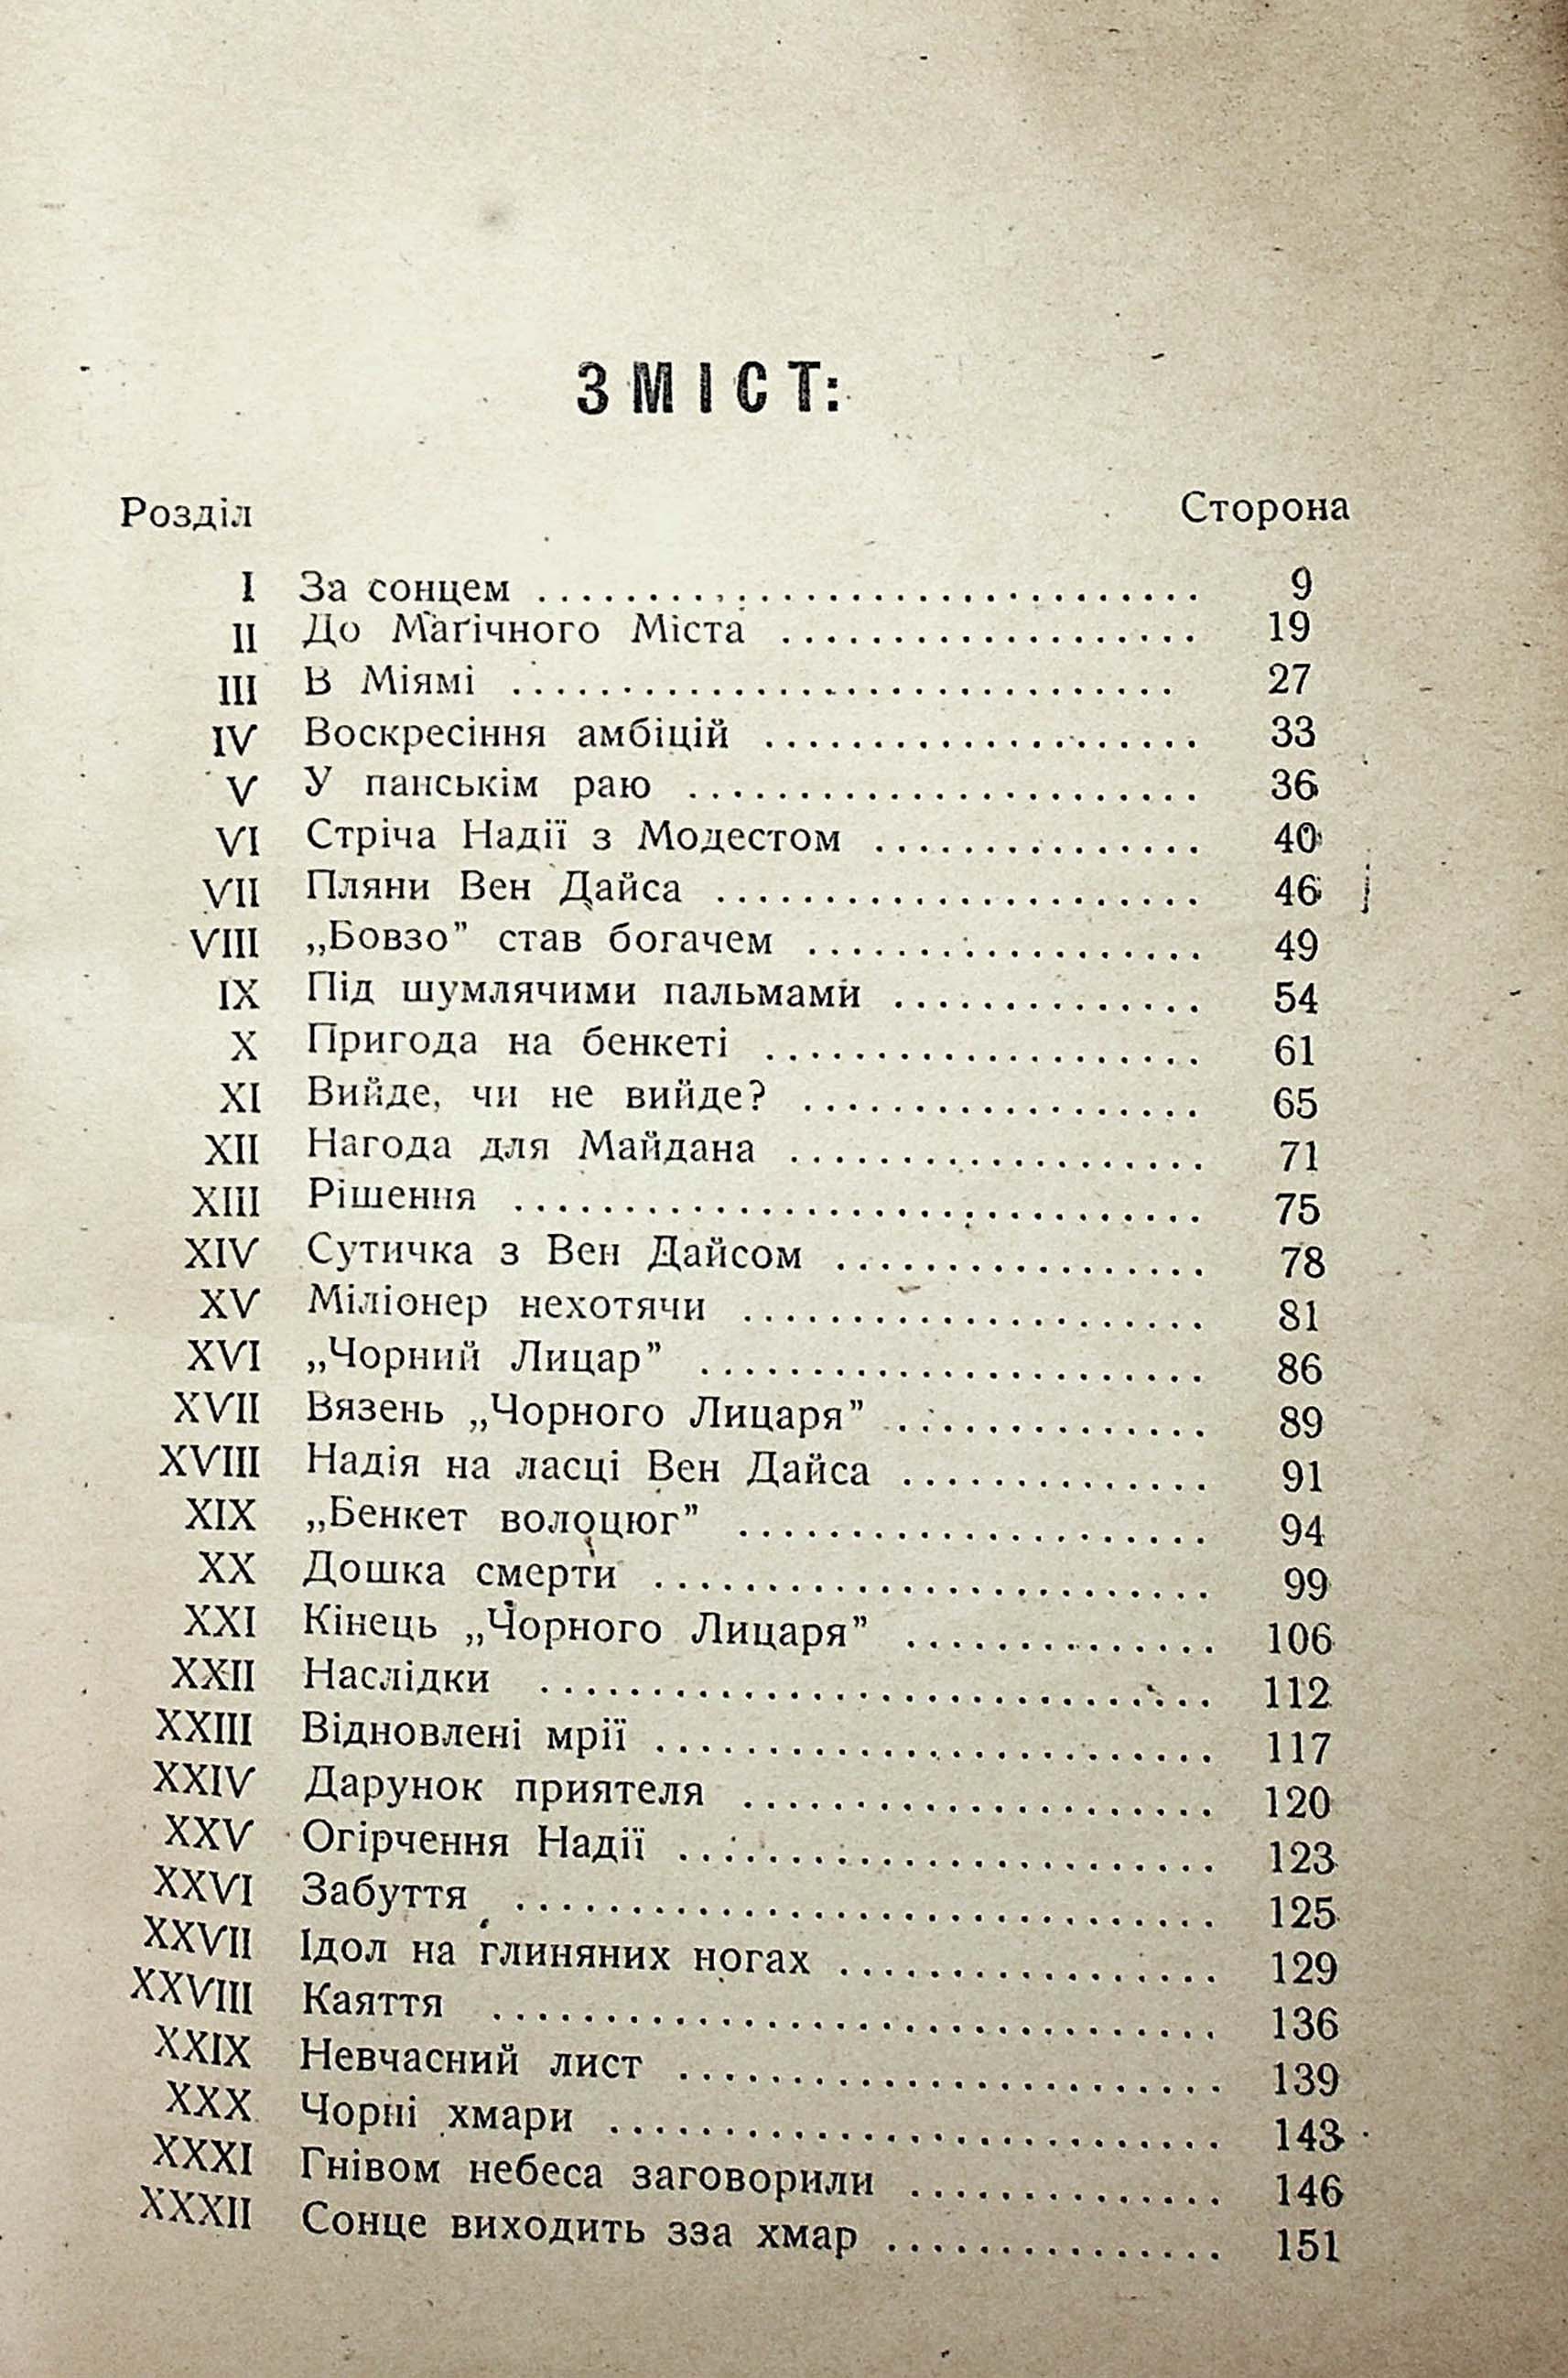 ЗМІСТ:
Розділ Сторона
I За сонцем ................................ 9
II До Маґічного Міста ....................... 19
III В Міямі ................................ 27
IV Воскресіння амбіцій ........................ 33
V У панськім раю ............................ 36
VI Стріча Надії з Модестом .................. 40
VII Пляни Вен Дайса ........................... 46
VIII „Бовзо” став богачем ...................... 49
IX Під шумлячими пальмами ................. 54
X Пригода на бенкеті ........................ 61
XI Вийде, чи не вийде? ...................... 65
XII Нагода для Майдана ....................... 71
XIII Рішення ................................ 75
XIV Сутичка з Вен Дайсом .................... 78
XV Міліонер нехотячи ......................... 81
XVI „Чорний Лицар” ........................... 86
XVII Вязень „Чорного Лицаря” ................. 89
XVIII Надія на ласці Вен Дайса ................. 91
XIX „Бенкет волоцюг” ......................... 94
XX Дошка смерти .............................. 99
XXI Кінець „Чорного Лицаря” ................. 106
XXII Наслідки ................................ 112
XXIII Відновлені мрії ............................ 117
XXIV Дарунок приятеля ......................... 120
XXV Огірчення Надії ........................... 123
XXVI Забуття ................................ 125
XXVII Ідол на глиняних ногах .................... 129
XXVIII Каяття ................................ 136
XXIX Невчасний лист ........................... 139
XXX Чорні хмари ............................... 143
XXXI Гнівом небеса заговорили ................. 146
XXXII Сонце виходить зза хмар .................. 151